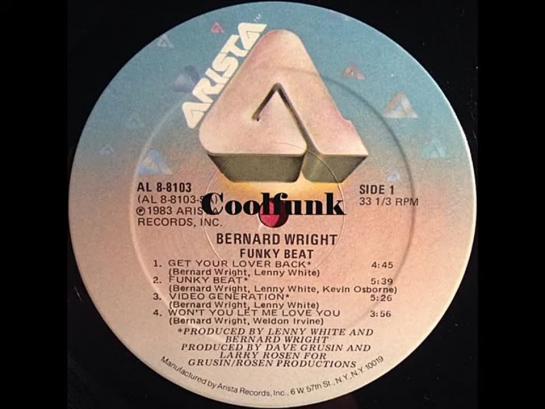 ARISTA™
AL 8-8103
(AL 8-8103-
℗1983 ARIS
RECORDS, INC.
SIDE 1
33 1/3 RPM
Coolfunk
BERNARD WRIGHT
FUNKY BEAT
1. GET YOUR LOVER BACK* 4:45
(Bernard Wright, Lenny White)
2. FUNKY BEAT* 5:39
(Bernard Wright, Lenny White, Kevin Osborne)
3. VIDEO GENERATION* 5:26
(Bernard Wright, Lenny White)
4. WON'T YOU LET ME LOVE YOU 3:56
(Bernard Wright, Weldon Irvine)
*PRODUCED BY LENNY WHITE AND
BERNARD WRIGHT
PRODUCED BY DAVE GRUSIN AND
LARRY ROSEN FOR
GRUSIN/ROSEN PRODUCTIONS
Manufactured by Arista Records, Inc., 6 W. 57th St., N.Y., N.Y. 10019